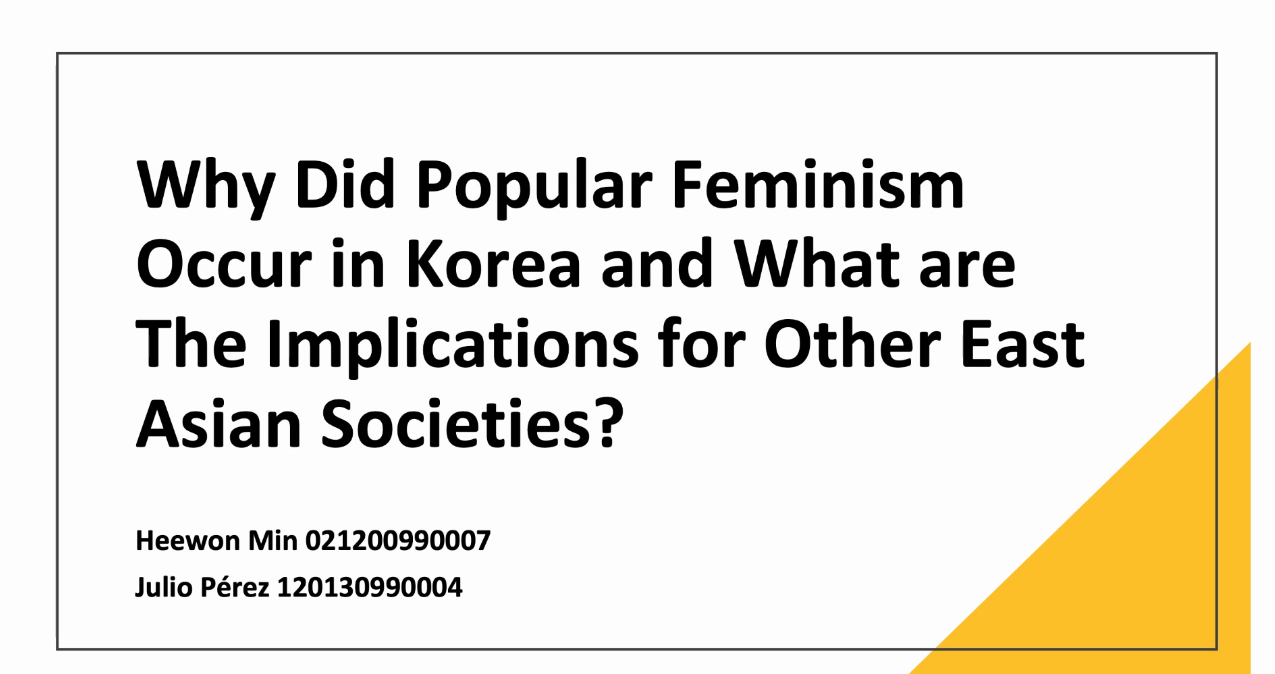 Why Did Popular Feminism
Occur in Korea and What are
The Implications for Other East
Asian Societies?
Heewon Min 021200990007
Julio Pérez 120130990004